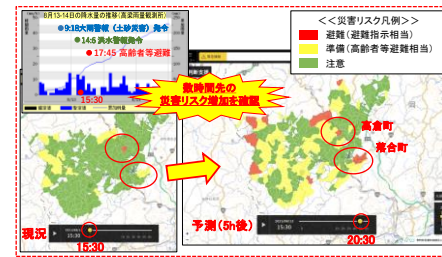 8月13-14日の降水量の推移(高梁雨量観測所)
●9:18大雨警報(土砂災害)発令
●14:6 洪水警報発令
●17:45 高齢者等避難
15:30
数時間先の
災害リスク増加を確認
<<災害リスク凡例>>
避難(避難指示相当)
準備(高齢者等避難相当)
注意
高倉町
落合町
現況
15:30
15:30
予測(5h後)
15:30
20:30